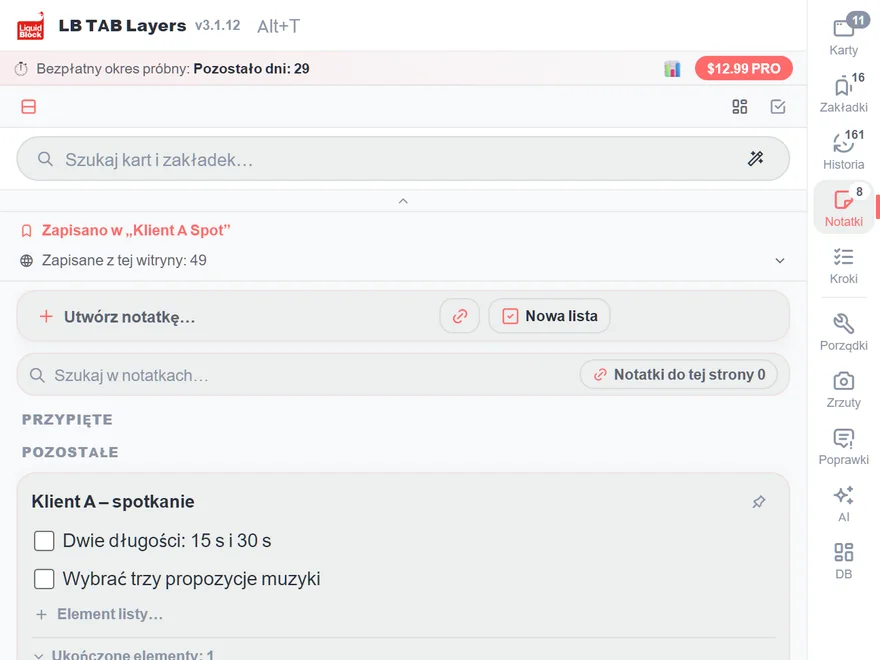 Liquid Block
LB TAB Layers v3.1.12 Alt+T
Bezpłatny okres próbny: Pozostało dni: 29
$12.99 PRO
Szukaj kart i zakładek…
Zapisano w „Klient A Spot”
Zapisane z tej witryny: 49
Utwórz notatkę…
Nowa lista
Szukaj w notatkach…
Notatki do tej strony 0
PRZYPIĘTE
POZOSTAŁE
Klient A – spotkanie
Dwie długości: 15 s i 30 s
Wybrać trzy propozycje muzyki
Element listy…
Ukończone elementy: 1
11
Karty
16
Zakładki
161
Historia
8
Notatki
Kroki
Porządki
Zrzuty
Poprawki
AI
DB